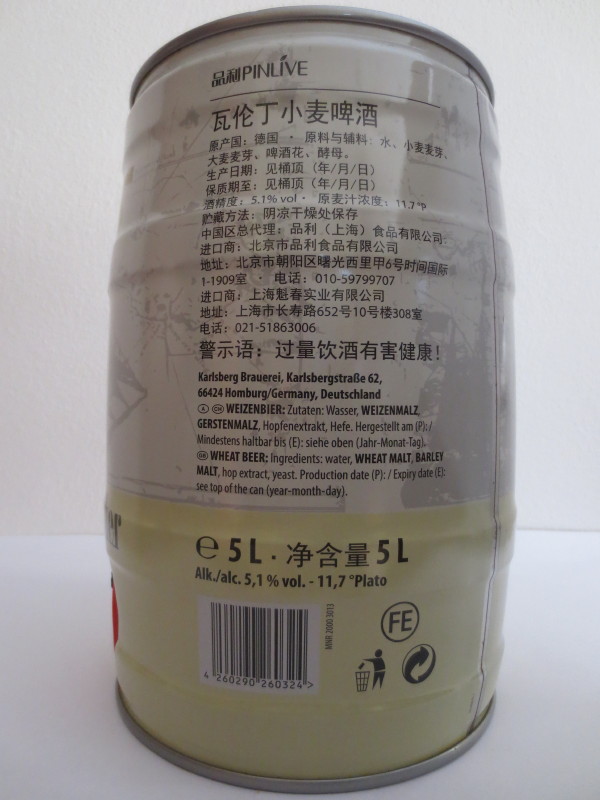 品利PINLIVE
瓦伦丁小麦啤酒
原产国：德国 · 原料与辅料：水、小麦麦芽、
大麦麦芽、啤酒花、酵母。
生产日期：见桶顶（年/月/日）
保质期至：见桶顶（年/月/日）
酒精度：5.1% vol · 原麦汁浓度：11.7 °P
贮藏方法：阴凉干燥处保存
中国区总代理：品利（上海）食品有限公司
进口商：北京市品利食品有限公司
地址：北京市朝阳区曙光西里甲6号时间国际
1-1909室 · 电话：010-59799707
进口商：上海魁春实业有限公司
地址：上海市长寿路652号10号楼308室
电话：021-51863006
警示语：过量饮酒有害健康！
Karlsberg Brauerei, Karlsbergstraße 62,
66424 Homburg/Germany, Deutschland
WEIZENBIER: Zutaten: Wasser, WEIZENMALZ,
GERSTENMALZ, Hopfenextrakt, Hefe. Hergestellt am (P): /
Mindestens haltbar bis (E): siehe oben (Jahr-Monat-Tag).
GB WHEAT BEER: Ingredients: water, WHEAT MALT, BARLEY
MALT, hop extract, yeast. Production date (P): / Expiry date (E):
see top of the can (year-month-day).
e 5 L · 净含量 5 L
Alk./alc. 5,1 % vol. - 11,7 °Plato
MNR 2000 3013
FE
4 260290 260324 >